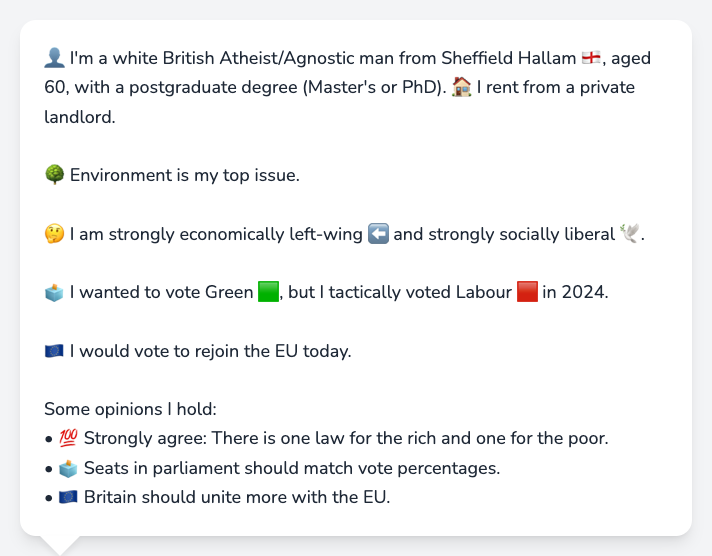 👤 I'm a white British Atheist/Agnostic man from Sheffield Hallam 🏴󠁧󠁢󠁥󠁮󠁧󠁿, aged
60, with a postgraduate degree (Master's or PhD). 🏠 I rent from a private
landlord.
🌳 Environment is my top issue.
🤔 I am strongly economically left-wing ⬅️ and strongly socially liberal 🕊️.
🗳️ I wanted to vote Green 🟩, but I tactically voted Labour 🟥 in 2024.
🇪🇺 I would vote to rejoin the EU today.
Some opinions I hold:
• 💯 Strongly agree: There is one law for the rich and one for the poor.
• 🗳️ Seats in parliament should match vote percentages.
• 🇪🇺 Britain should unite more with the EU.